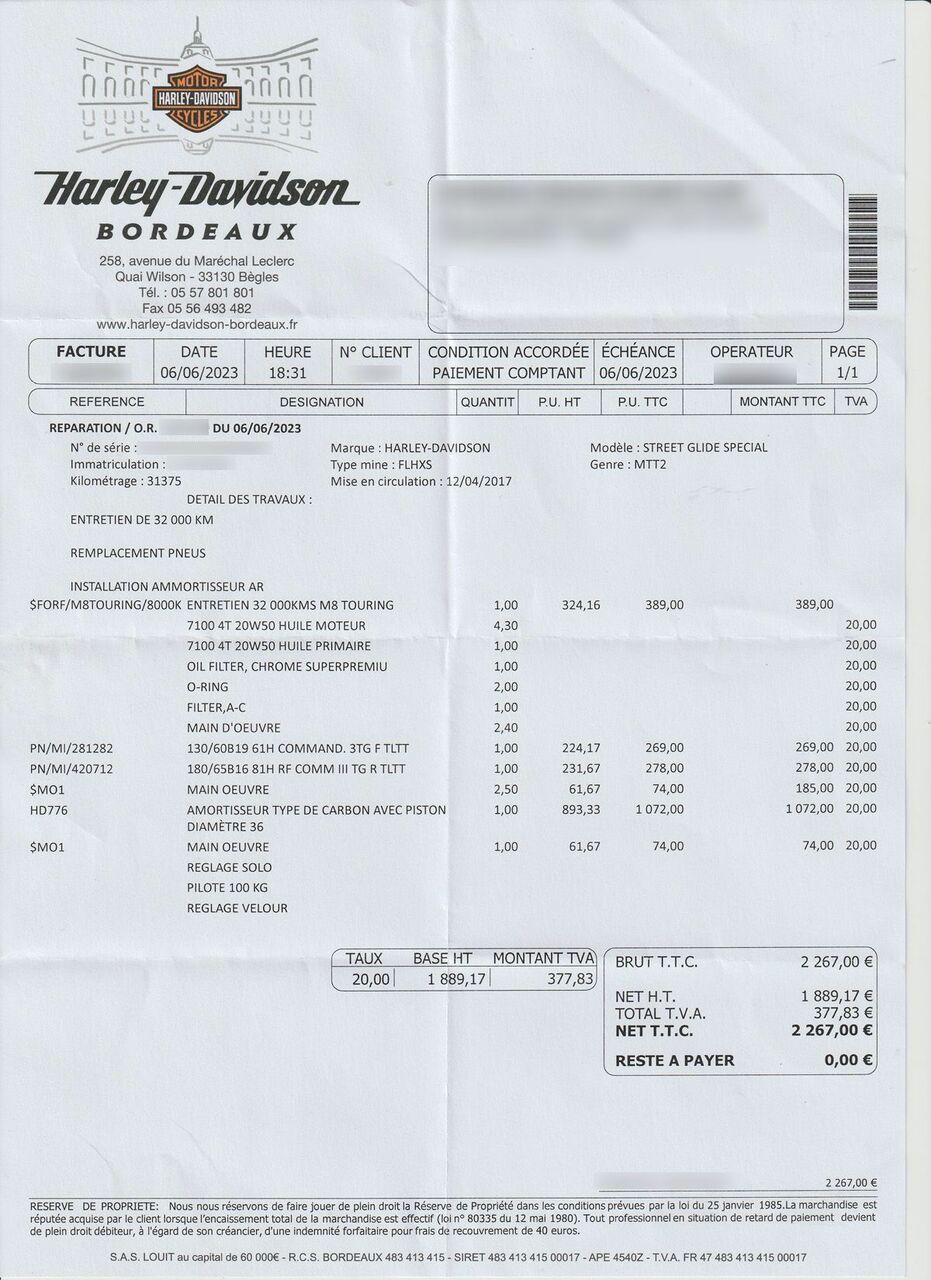 MOTOR
HARLEY-DAVIDSON
CYCLES
Harley-Davidson
BORDEAUX
258, avenue du Maréchal Leclerc
Quai Wilson - 33130 Bègles
Tél. : 05 57 801 801
Fax 05 56 493 482
www.harley-davidson-bordeaux.fr
FACTURE DATE HEURE N° CLIENT CONDITION ACCORDÉE ÉCHÉANCE OPERATEUR PAGE
06/06/2023 18:31 PAIEMENT COMPTANT 06/06/2023 1/1
REFERENCE DESIGNATION QUANTIT P.U. HT P.U. TTC MONTANT TTC TVA
REPARATION / O.R. DU 06/06/2023
N° de série : Marque : HARLEY-DAVIDSON Modèle : STREET GLIDE SPECIAL
Immatriculation : Type mine : FLHXS Genre : MTT2
Kilométrage : 31375 Mise en circulation : 12/04/2017
DETAIL DES TRAVAUX :
ENTRETIEN DE 32 000 KM
REMPLACEMENT PNEUS
INSTALLATION AMMORTISSEUR AR
$FORF/M8TOURING/8000K ENTRETIEN 32 000KMS M8 TOURING 1,00 324,16 389,00 389,00
7100 4T 20W50 HUILE MOTEUR 4,30 20,00
7100 4T 20W50 HUILE PRIMAIRE 1,00 20,00
OIL FILTER, CHROME SUPERPREMIU 1,00 20,00
O-RING 2,00 20,00
FILTER,A-C 1,00 20,00
MAIN D'OEUVRE 2,40 20,00
PN/MI/281282 130/60B19 61H COMMAND. 3TG F TLTT 1,00 224,17 269,00 269,00 20,00
PN/MI/420712 180/65B16 81H RF COMM III TG R TLTT 1,00 231,67 278,00 278,00 20,00
$MO1 MAIN OEUVRE 2,50 61,67 74,00 185,00 20,00
HD776 AMORTISSEUR TYPE DE CARBON AVEC PISTON 1,00 893,33 1 072,00 1 072,00 20,00
DIAMÈTRE 36
$MO1 MAIN OEUVRE 1,00 61,67 74,00 74,00 20,00
REGLAGE SOLO
PILOTE 100 KG
REGLAGE VELOUR
TAUX BASE HT MONTANT TVA
20,00 1 889,17 377,83
BRUT T.T.C. 2 267,00 €
NET H.T. 1 889,17 €
TOTAL T.V.A. 377,83 €
NET T.T.C. 2 267,00 €
RESTE A PAYER 0,00 €
2 267,00 €
RESERVE DE PROPRIETE: Nous nous réservons de faire jouer de plein droit la Réserve de Propriété dans les conditions prévues par la loi du 25 janvier 1985.La marchandise est
réputée acquise par le client lorsque l'encaissement total de la marchandise est effectif (loi n° 80335 du 12 mai 1980). Tout professionnel en situation de retard de paiement devient
de plein droit débiteur, à l'égard de son créancier, d'une indemnité forfaitaire pour frais de recouvrement de 40 euros.
S.A.S. LOUIT au capital de 60 000€ - R.C.S. BORDEAUX 483 413 415 - SIRET 483 413 415 00017 - APE 4540Z - T.V.A. FR 47 483 413 415 00017